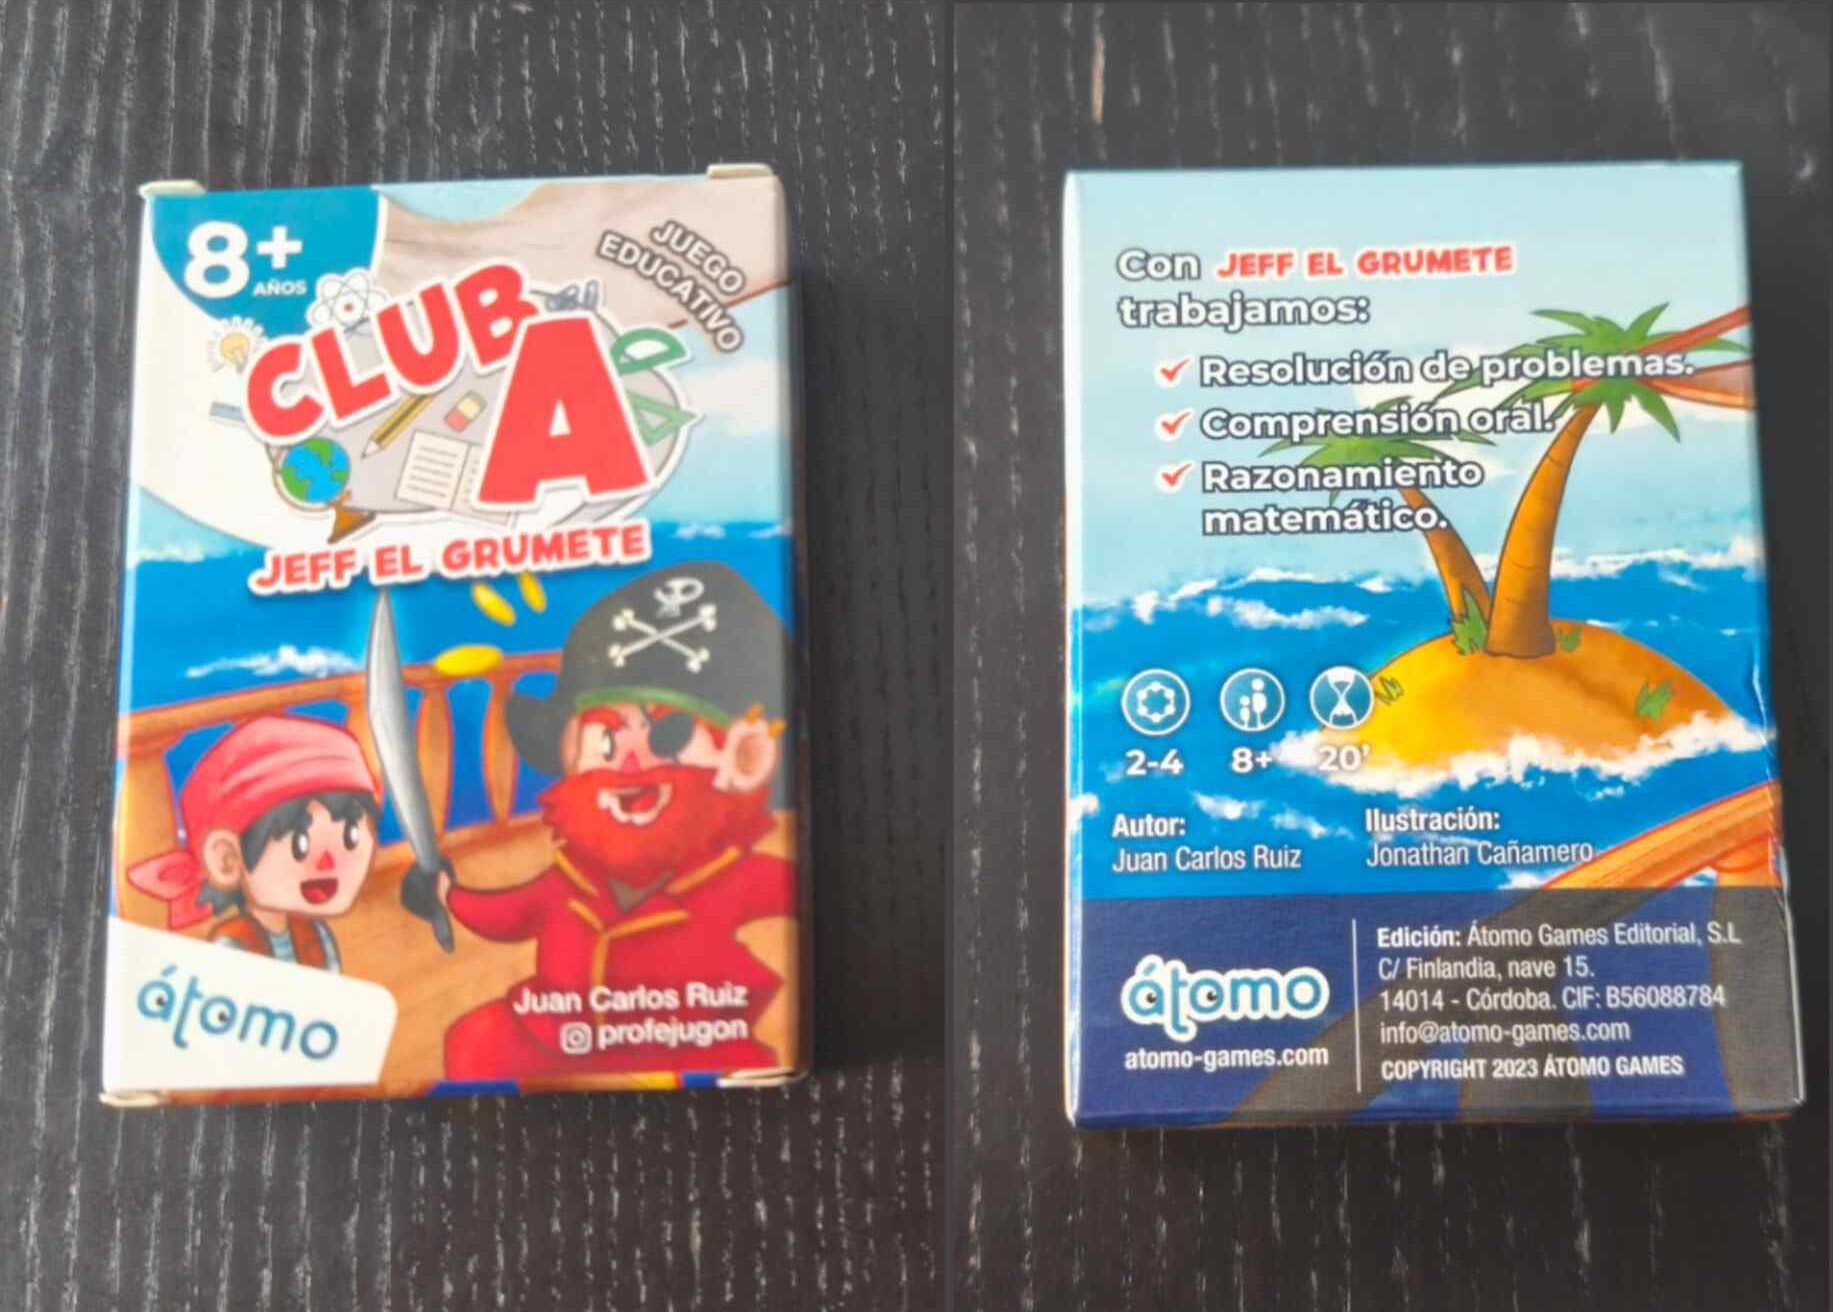 8+
AÑOS
JUEGO
EDUCATIVO
CLUB
A
JEFF EL GRUMETE
átomo
Juan Carlos Ruiz
profejugon
Con JEFF EL GRUMETE
trabajamos:
Resolución de problemas.
Comprensión oral.
Razonamiento
matemático.
2-4
8+
20'
Autor:
Juan Carlos Ruiz
Ilustración:
Jonathan Cañamero
átomo
atomo-games.com
Edición: Átomo Games Editorial, S.L
C/ Finlandia, nave 15.
14014 - Córdoba. CIF: B56088784
info@atomo-games.com
COPYRIGHT 2023 ÁTOMO GAMES